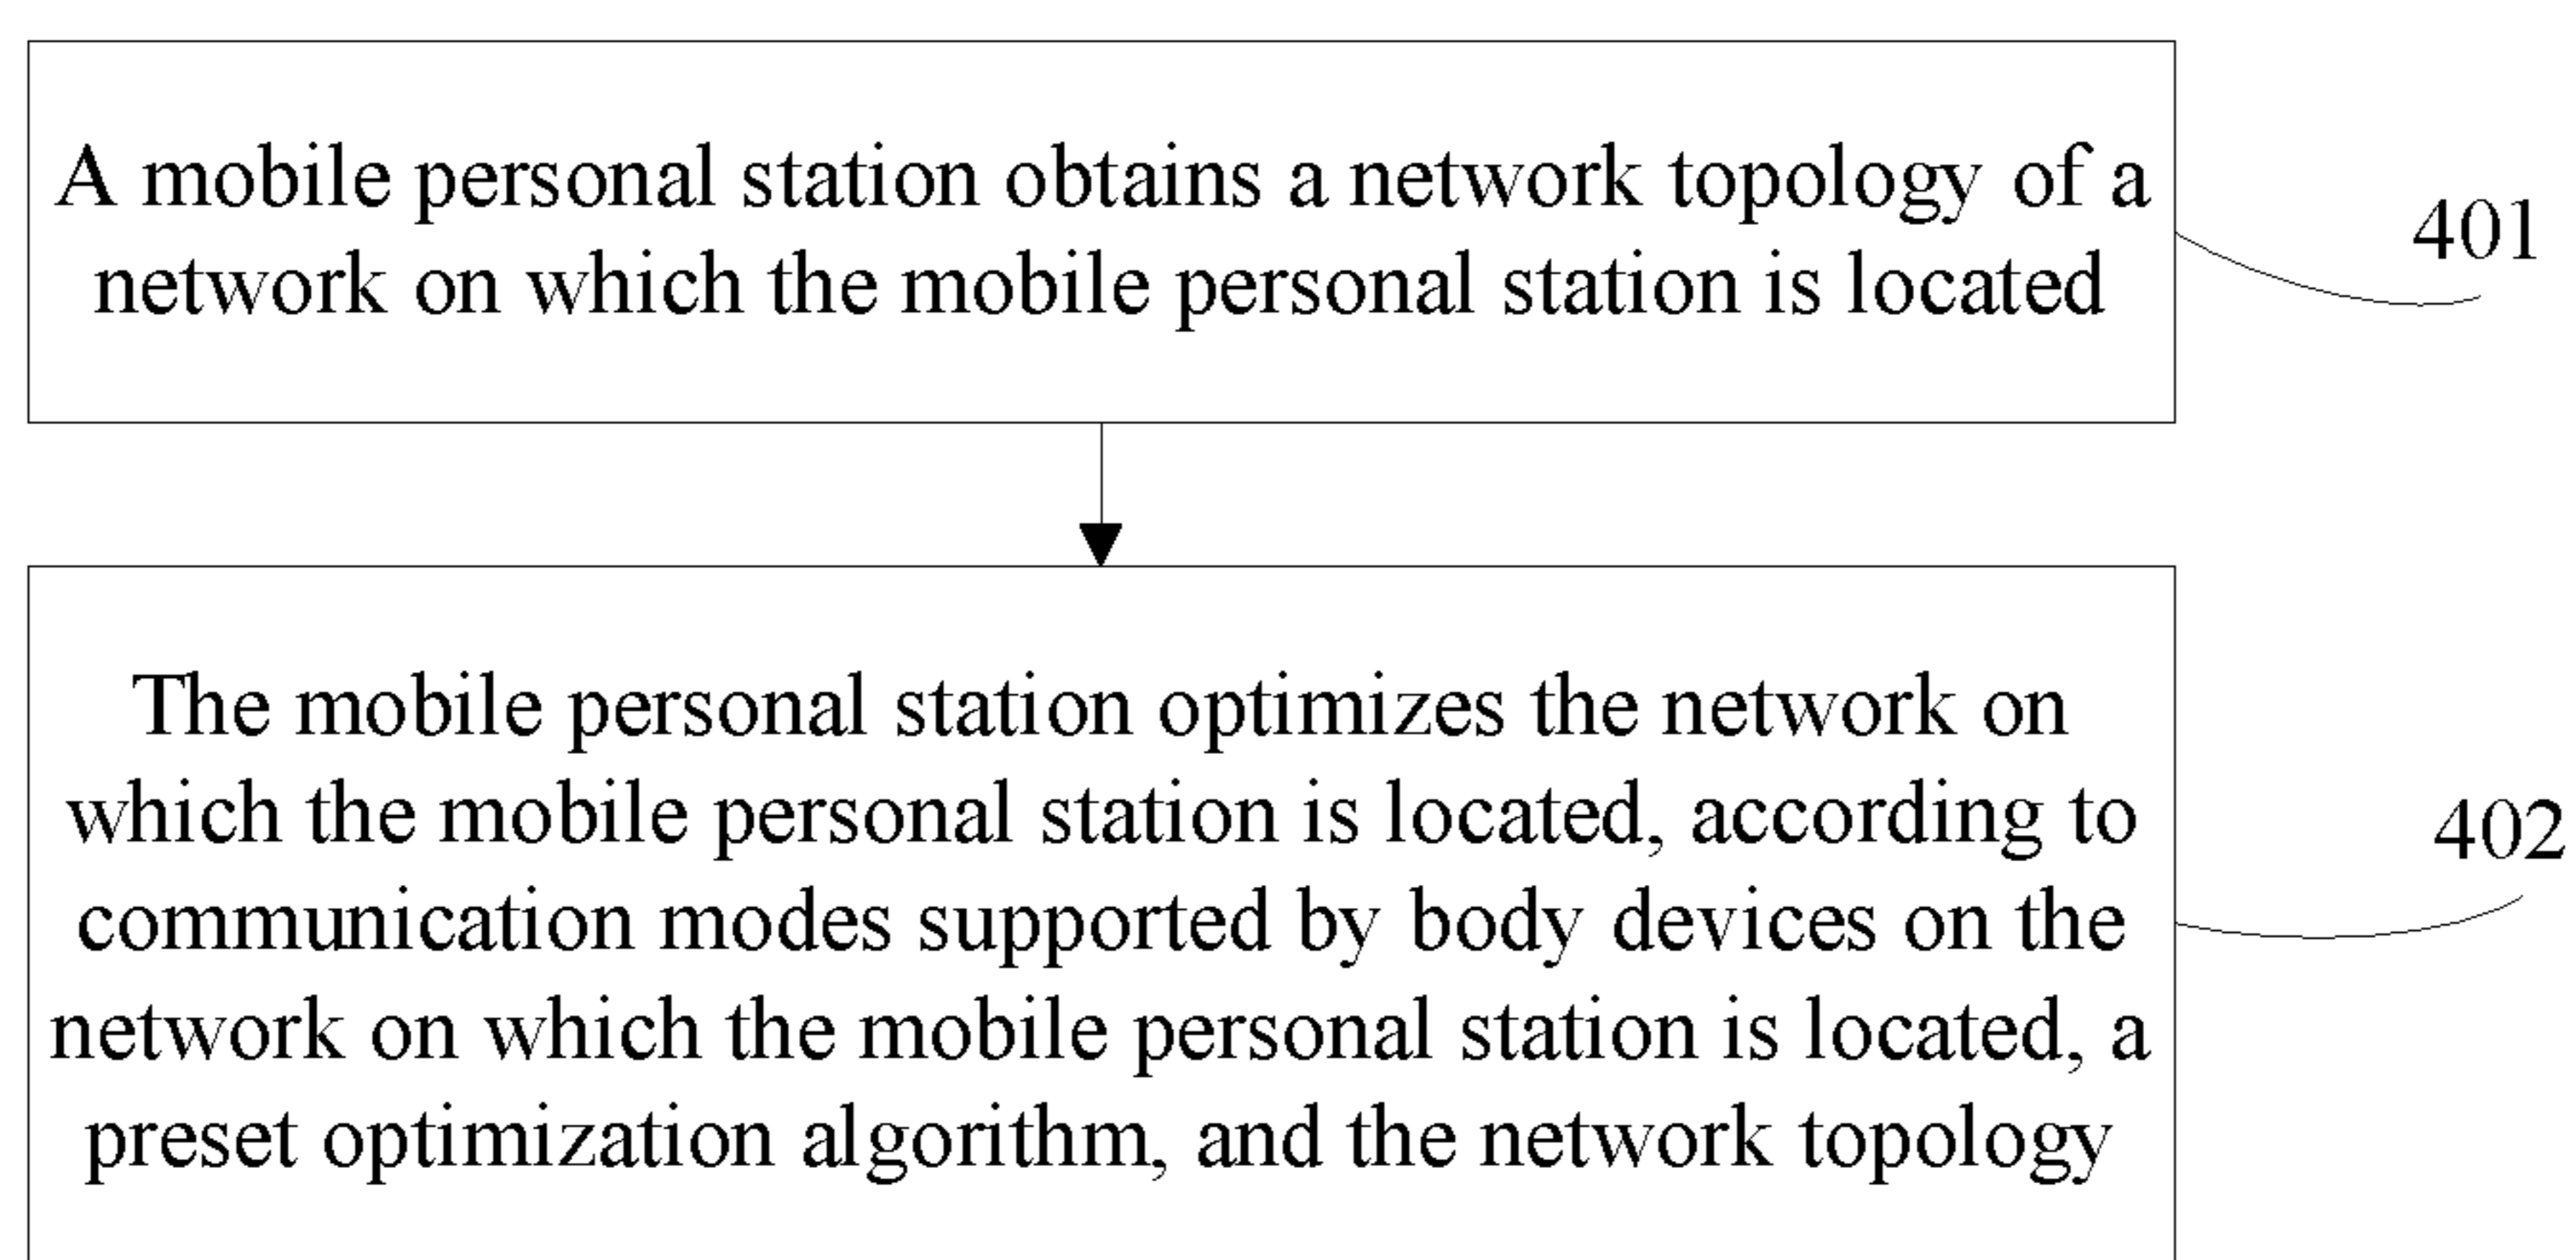 A mobile personal station obtains a network topology of a
network on which the mobile personal station is located
401
The mobile personal station optimizes the network on
which the mobile personal station is located, according to
communication modes supported by body devices on the
network on which the mobile personal station is located, a
preset optimization algorithm, and the network topology
402